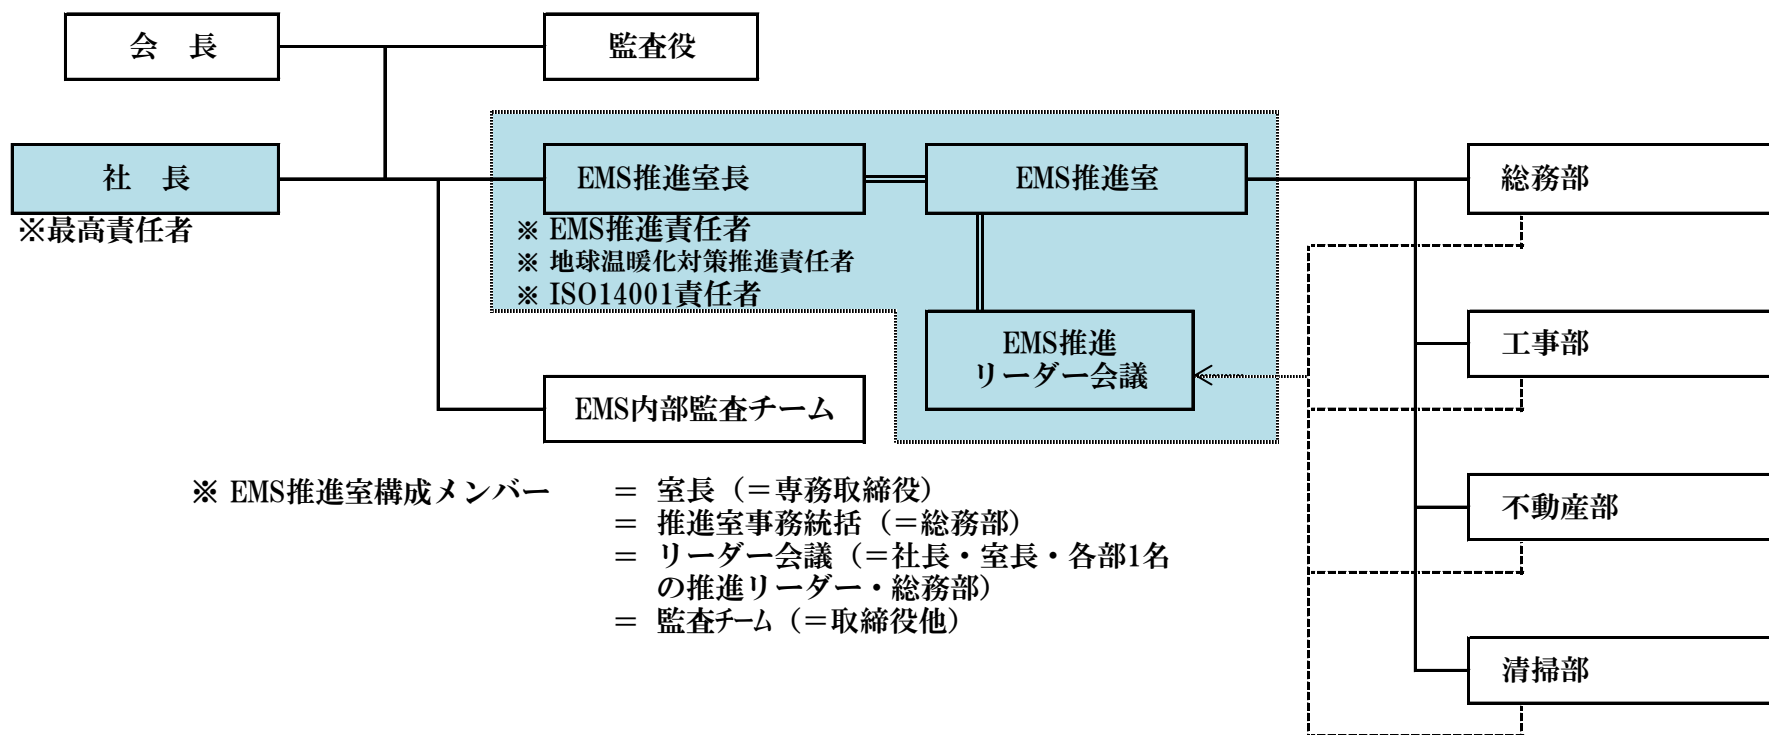 会　長
監査役
社　長
EMS推進室長
EMS推進室
総務部
※最高責任者
※ EMS推進責任者
※ 地球温暖化対策推進責任者
※ ISO14001責任者
EMS推進
リーダー会議
工事部
EMS内部監査チーム
※ EMS推進室構成メンバー　＝ 室長（＝専務取締役）
＝ 推進室事務統括（＝総務部）
＝ リーダー会議（＝社長・室長・各部1名
の推進リーダー・総務部）
＝ 監査チーム（＝取締役他）
不動産部
清掃部